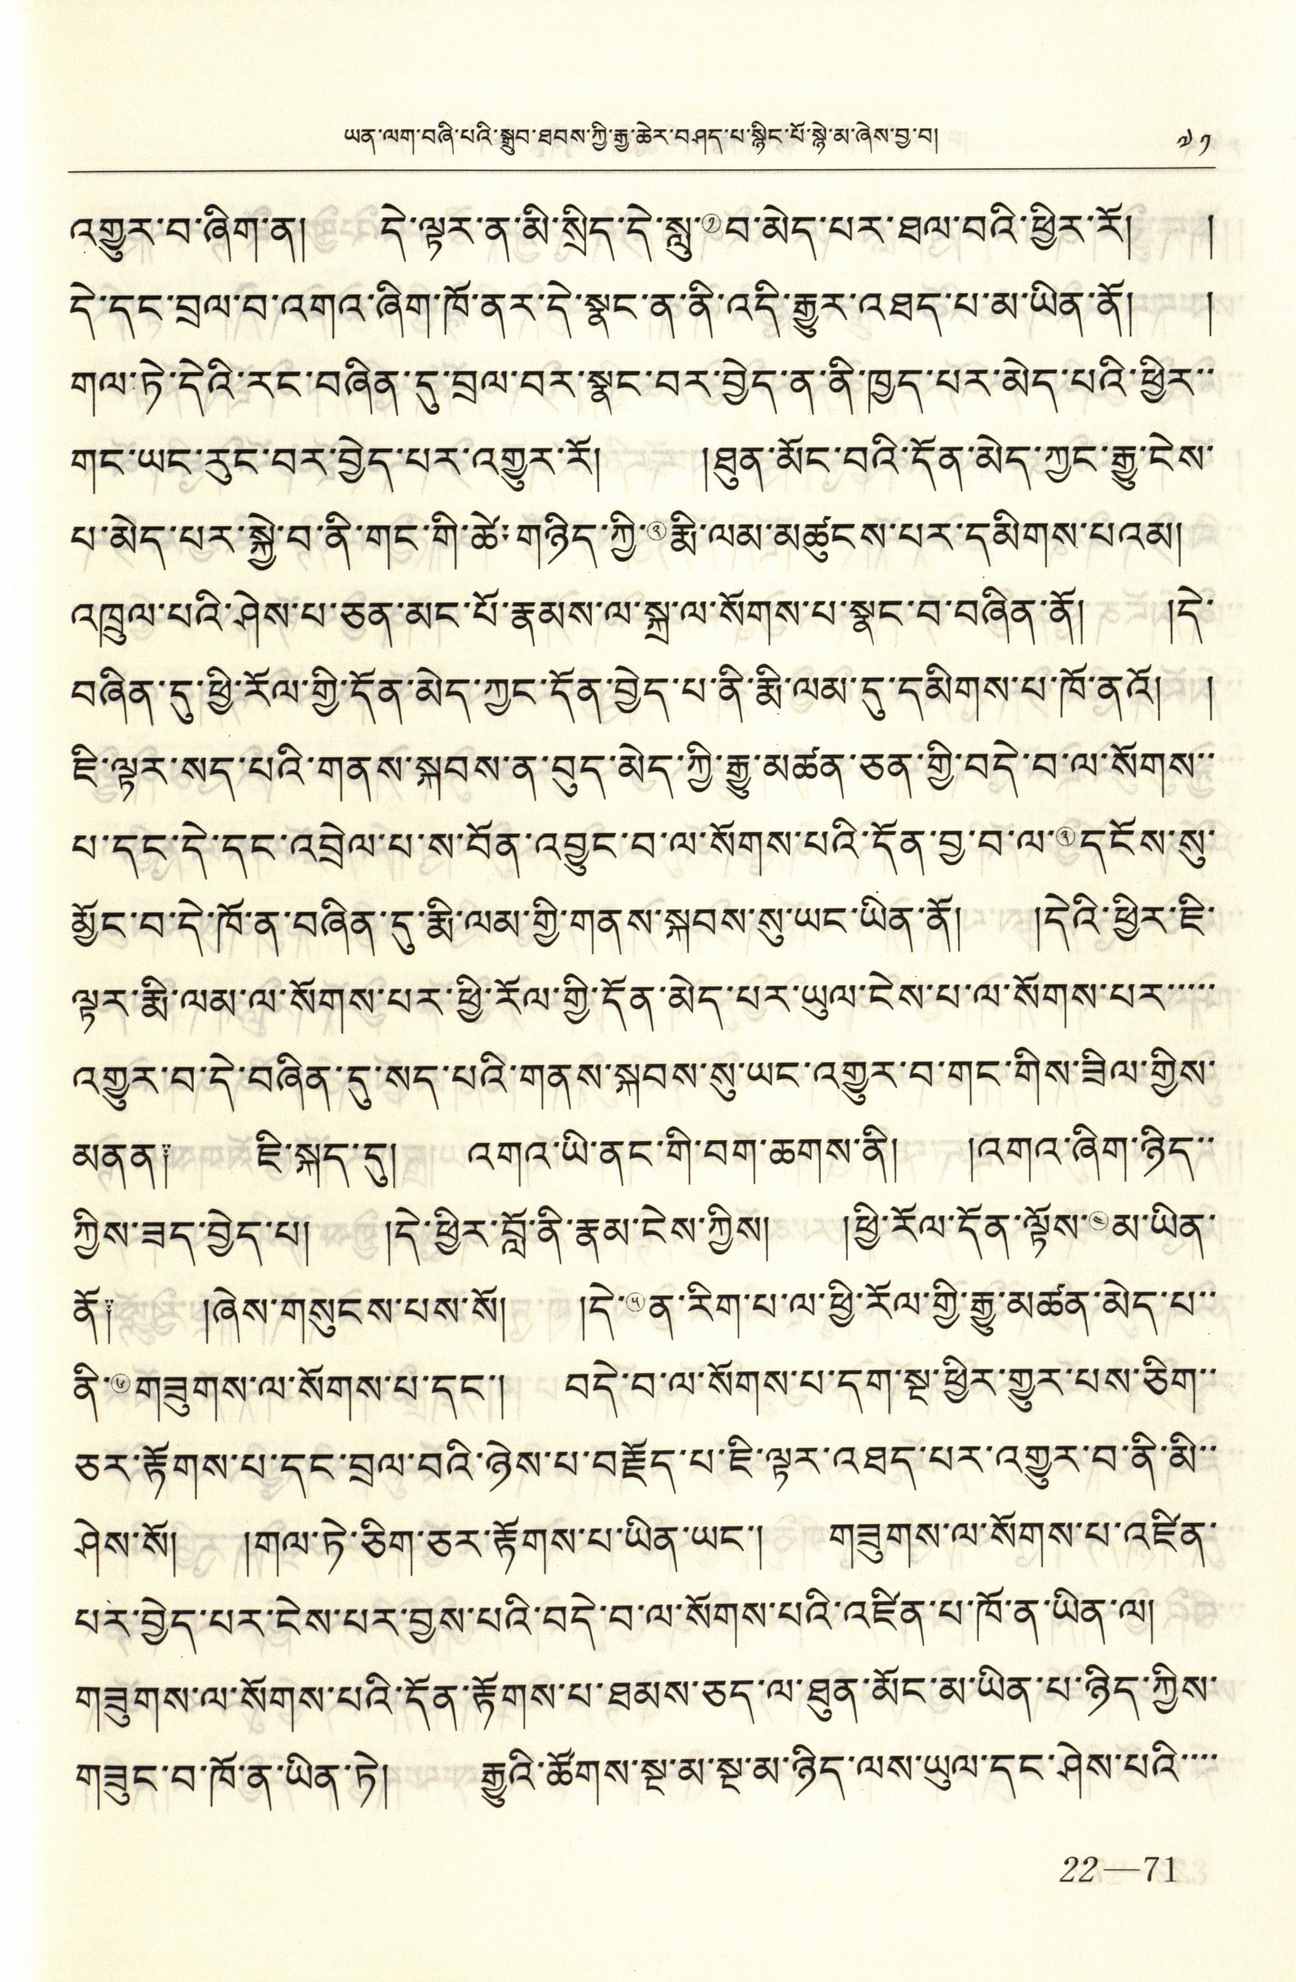 ཡན་ལག་བཞི་པའི་སྒྲུབ་ཐབས་ཀྱི་རྒྱ་ཆེར་བཤད་པ་སྙིང་པོ་སྙེ་མ་ཞེས་བྱ་བ། ༧༡
འགྱུར་བ་ཞིག་ན། དེ་ལྟར་ན་མི་སྲིད་དེ་སླུ་①བ་མེད་པར་ཐལ་བའི་ཕྱིར་རོ། །
དེ་དང་བྲལ་བ་འགའ་ཞིག་ཁོ་ནར་དེ་སྣང་ན་ནི་འདི་རྒྱུར་འཐད་པ་མ་ཡིན་ནོ། །
གལ་ཏེ་དེའི་རང་བཞིན་དུ་བྲལ་བར་སྣང་བར་བྱེད་ན་ནི་ཁྱད་པར་མེད་པའི་ཕྱིར་་
གང་ཡང་རུང་བར་བྱེད་པར་འགྱུར་རོ། །ཐུན་མོང་བའི་དོན་མེད་ཀྱང་རྒྱུ་ངེས་
པ་མེད་པར་སྐྱེ་བ་ནི་གང་གི་ཚེ་གཉིད་ཀྱི་②རྨི་ལམ་མཚུངས་པར་དམིགས་པའམ།
འཁྲུལ་པའི་ཤེས་པ་ཅན་མང་པོ་རྣམས་ལ་སྐྲ་ལ་སོགས་པ་སྣང་བ་བཞིན་ནོ། །དེ་
བཞིན་དུ་ཕྱི་རོལ་གྱི་དོན་མེད་ཀྱང་དོན་བྱེད་པ་ནི་རྨི་ལམ་དུ་དམིགས་པ་ཁོ་ནའོ། །
ཇི་ལྟར་སད་པའི་གནས་སྐབས་ན་བུད་མེད་ཀྱི་རྒྱུ་མཚན་ཅན་གྱི་བདེ་བ་ལ་སོགས་་
པ་དང་དེ་དང་འབྲེལ་པ་ས་བོན་འབྱུང་བ་ལ་སོགས་པའི་དོན་བྱ་བ་ལ་③དངོས་སུ་
མྱོང་བ་དེ་ཁོ་ན་བཞིན་དུ་རྨི་ལམ་གྱི་གནས་སྐབས་སུ་ཡང་ཡིན་ནོ། །དེའི་ཕྱིར་ཇི་
ལྟར་རྨི་ལམ་ལ་སོགས་པར་ཕྱི་རོལ་གྱི་དོན་མེད་པར་ཡུལ་ངེས་པ་ལ་སོགས་པར་་་་་
འགྱུར་བ་དེ་བཞིན་དུ་སད་པའི་གནས་སྐབས་སུ་ཡང་འགྱུར་བ་གང་གིས་ཟིལ་གྱིས་
མནན༑ ཇི་སྐད་དུ། འགའ་ཡི་ནང་གི་བག་ཆགས་ནི། །འགའ་ཞིག་ཉིད་་
ཀྱིས་ཟད་བྱེད་པ། །དེ་ཕྱིར་བློ་ནི་རྣམ་ངེས་ཀྱིས། །ཕྱི་རོལ་དོན་ལྟོས་④མ་ཡིན་
ནོ༑ །ཞེས་གསུངས་པས་སོ། །དེ་⑤ན་རིག་པ་ལ་ཕྱི་རོལ་གྱི་རྒྱུ་མཚན་མེད་པ་་
ནི་⑥གཟུགས་ལ་སོགས་པ་དང་། བདེ་བ་ལ་སོགས་པ་དག་སྔ་ཕྱིར་གྱུར་པས་ཅིག་་
ཅར་རྟོགས་པ་དང་བྲལ་བའི་ཉེས་པ་བརྗོད་པ་ཇི་ལྟར་འཐད་པར་འགྱུར་བ་ནི་མི་་
ཤེས་སོ། །གལ་ཏེ་ཅིག་ཅར་རྟོགས་པ་ཡིན་ཡང་། གཟུགས་ལ་སོགས་པ་འཛིན་
པར་བྱེད་པར་ངེས་པར་བྱས་པའི་བདེ་བ་ལ་སོགས་པའི་འཛིན་པ་ཁོ་ན་ཡིན་ལ།
གཟུགས་ལ་སོགས་པའི་དོན་རྟོགས་པ་ཐམས་ཅད་ལ་ཐུན་མོང་མ་ཡིན་པ་ཉིད་ཀྱིས་
གཟུང་བ་ཁོ་ན་ཡིན་ཏེ། རྒྱུའི་ཚོགས་སྔ་མ་སྔ་མ་ཉིད་ལས་ཡུལ་དང་ཤེས་པའི་་་་
22—71